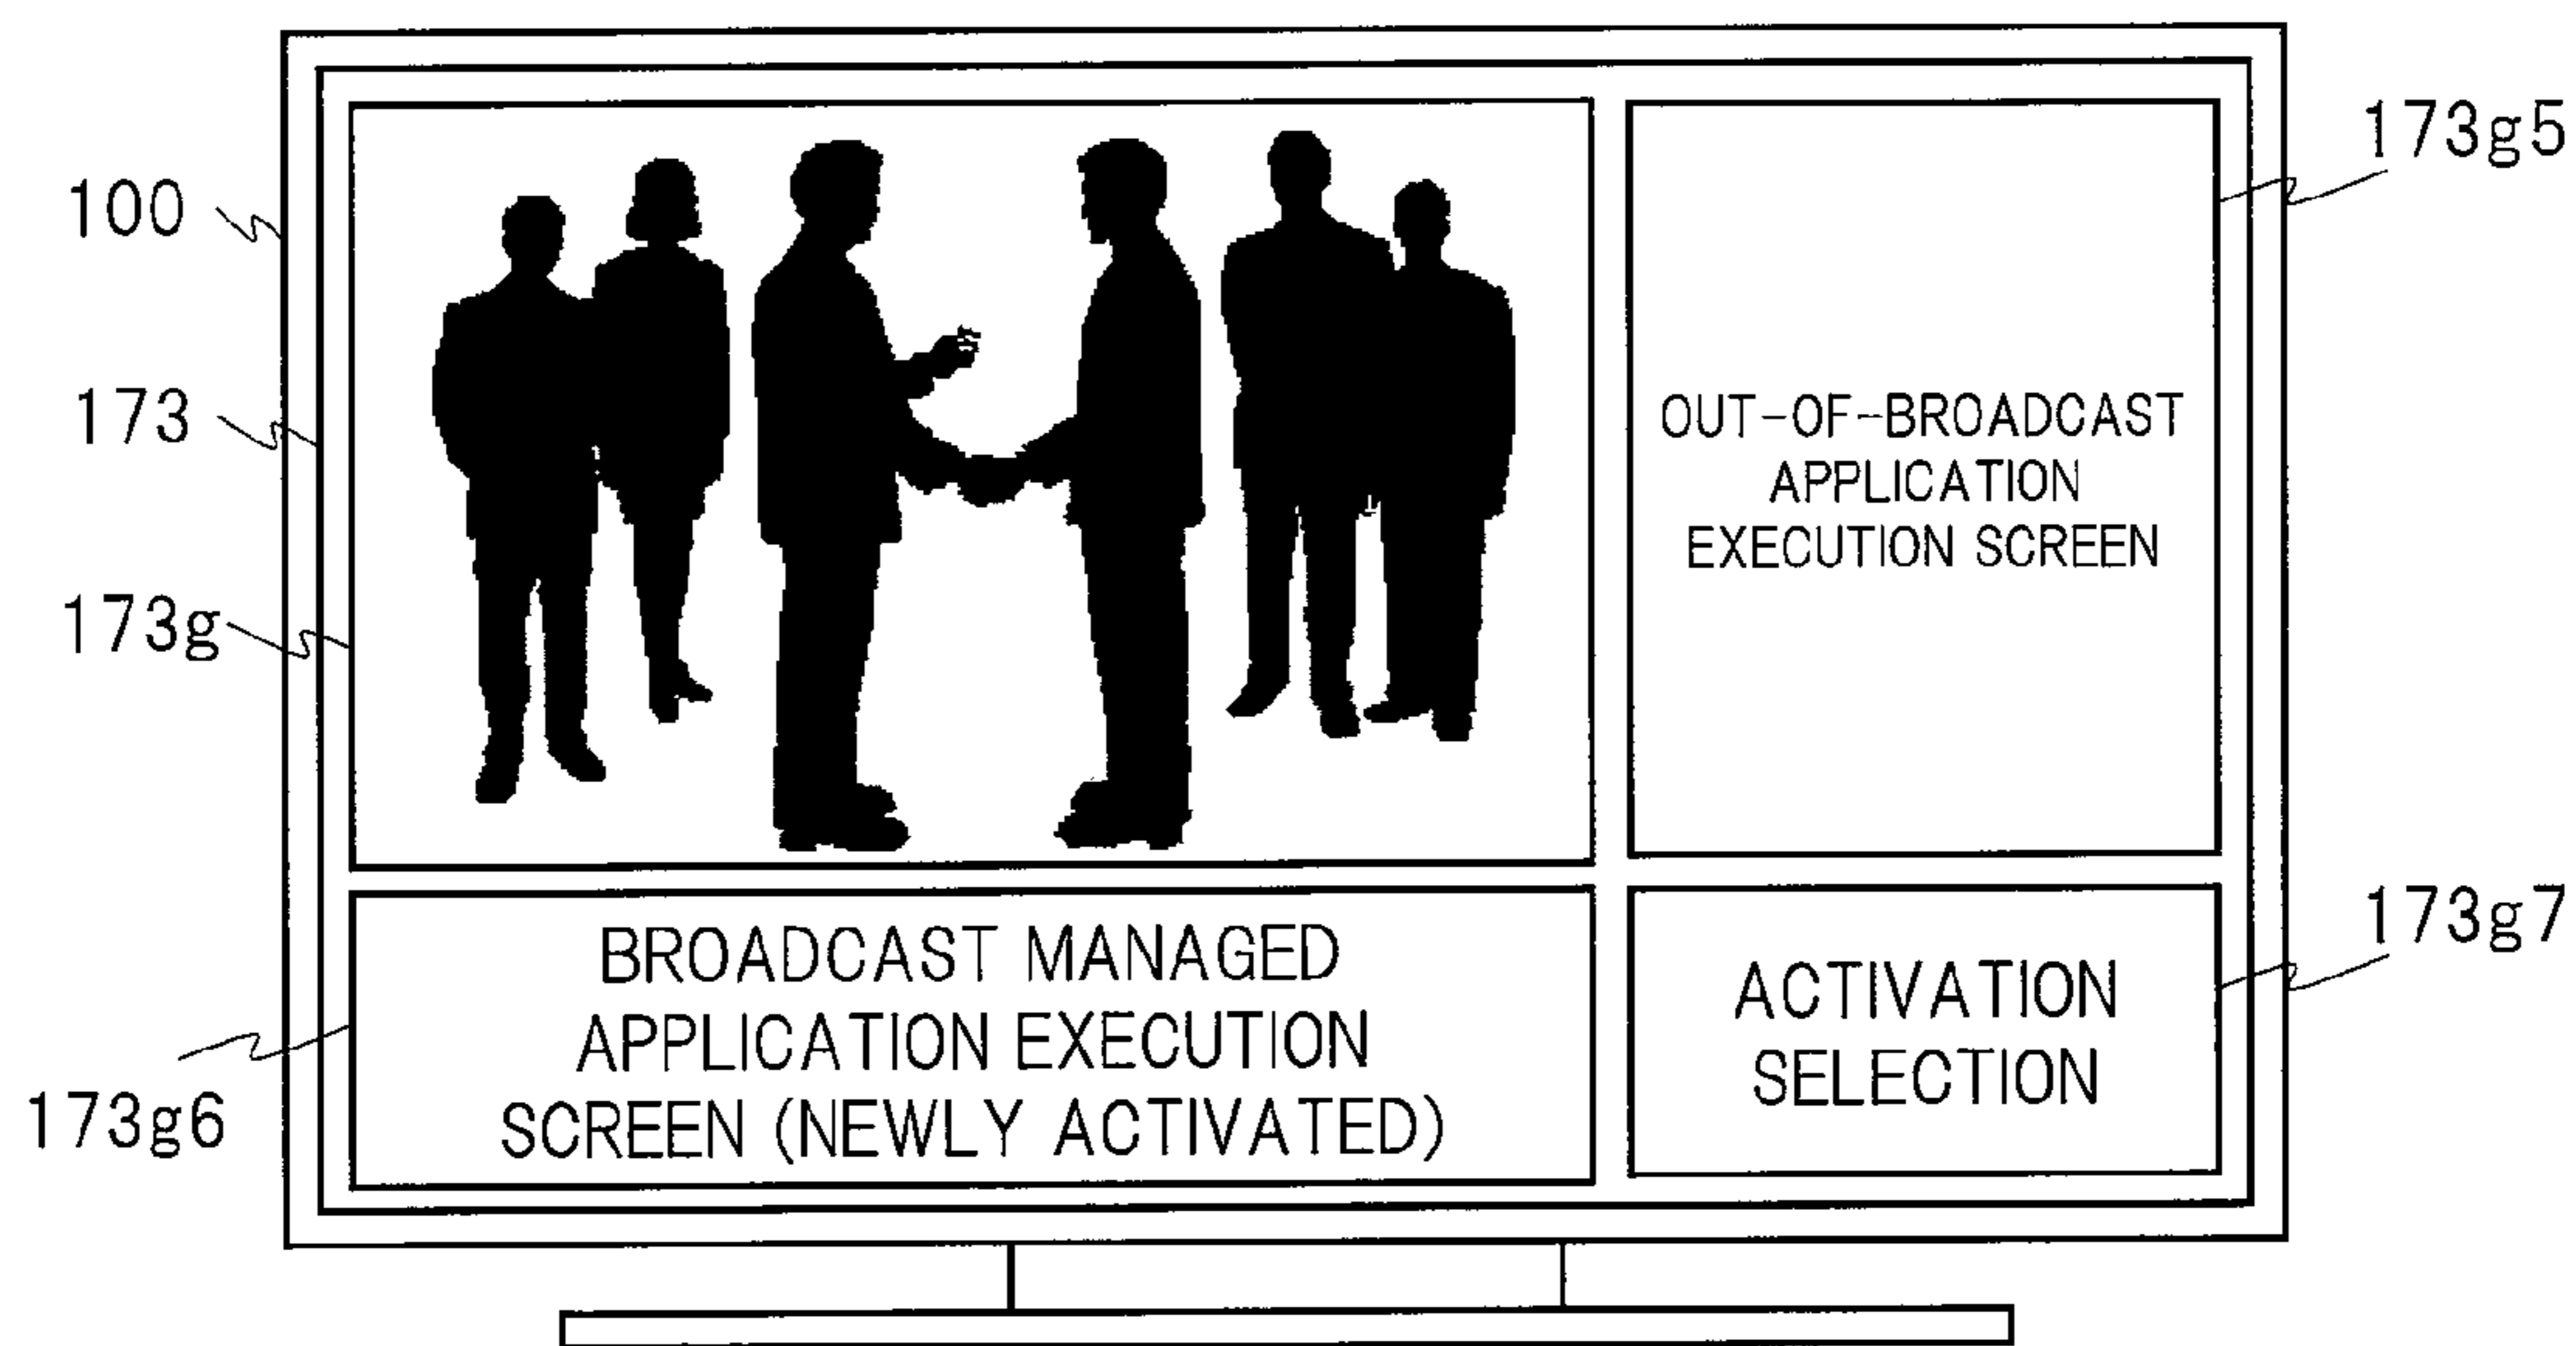 100
173
173g
173g5
OUT-OF-BROADCAST
APPLICATION
EXECUTION SCREEN
BROADCAST MANAGED
APPLICATION EXECUTION
SCREEN (NEWLY ACTIVATED)
173g6
ACTIVATION
SELECTION
173g7